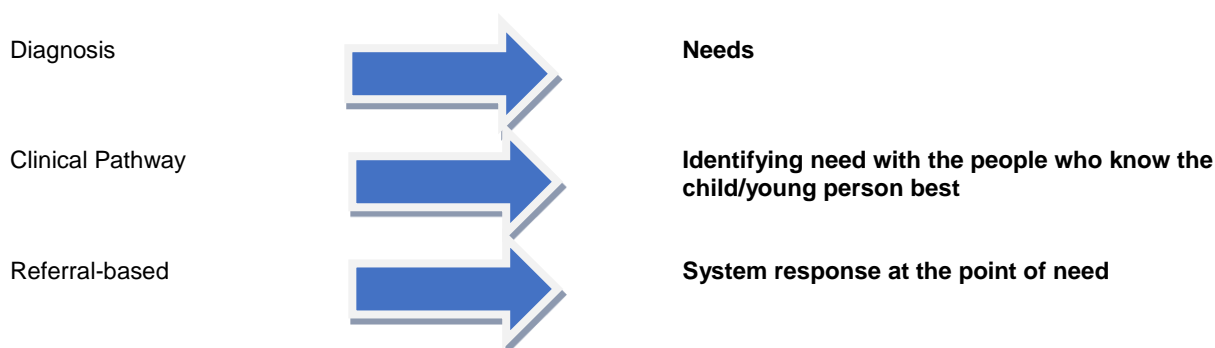 Diagnosis
Needs
Clinical Pathway
Identifying need with the people who know the
child/young person best
Referral-based
System response at the point of need